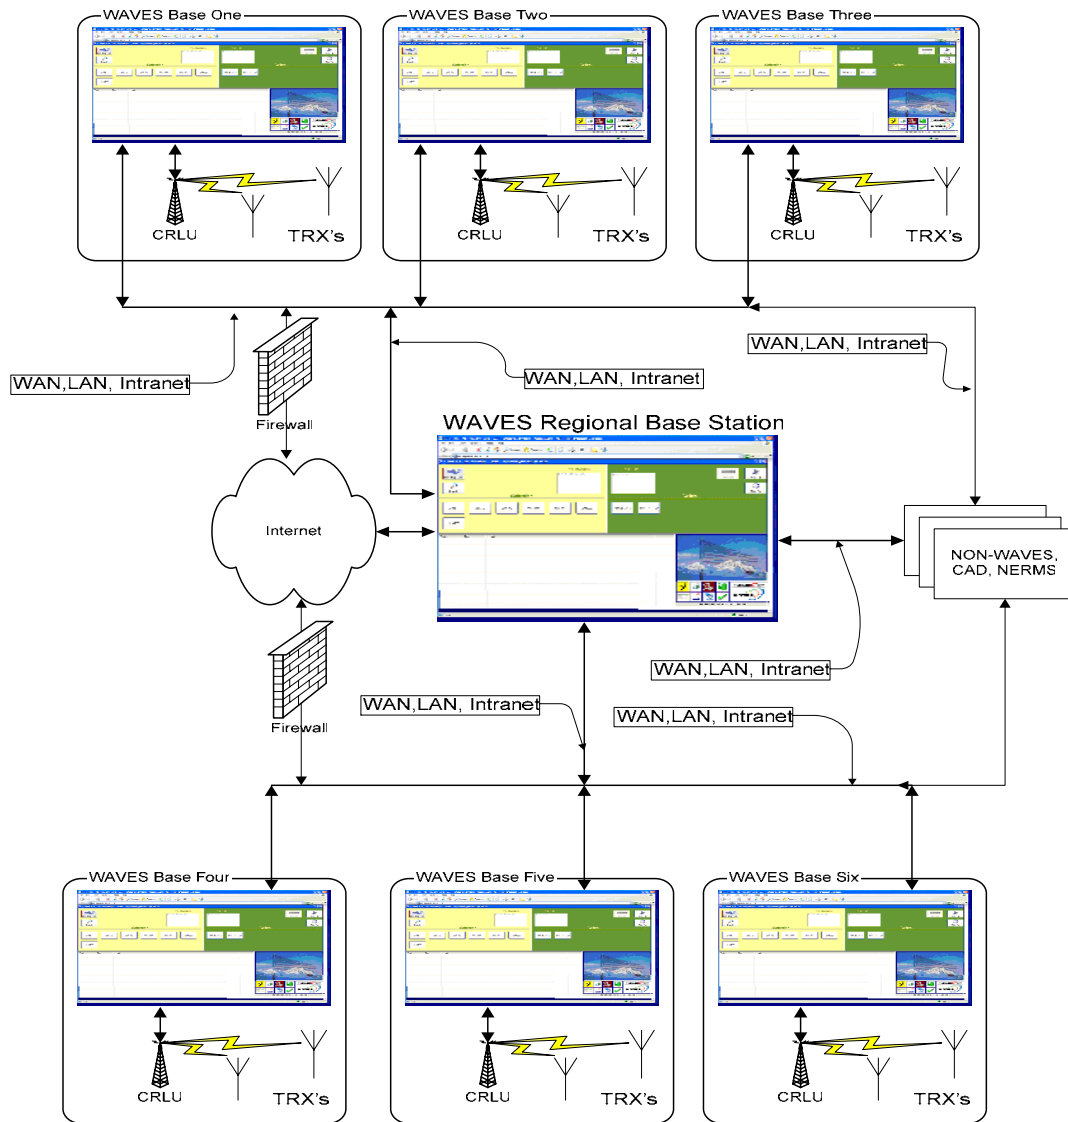 WAVES Base One
WAVES Base Two
WAVES Base Three
CRLU
TRX's
CRLU
TRX's
CRLU
TRX's
WAN,LAN, Intranet
WAN,LAN, Intranet
WAN,LAN, Intranet
Firewall
WAVES Regional Base Station
Internet
NON-WAVES,
CAD, NERMS
Firewall
WAN,LAN, Intranet
WAN,LAN, Intranet
WAN,LAN, Intranet
WAVES Base Four
WAVES Base Five
WAVES Base Six
CRLU
TRX's
CRLU
TRX's
CRLU
TRX's